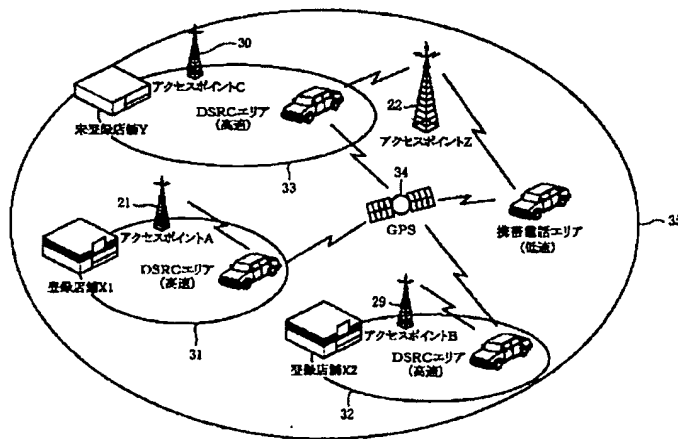 30
アクセスポイントC
22
アクセスポイントZ
未登録店舗Y
DSRCエリア
(高速)
33
34
GPS
携帯電話エリア
(低速)
35
21
アクセスポイントA
登録店舗X1
DSRCエリア
(高速)
31
29
アクセスポイントB
登録店舗X2
DSRCエリア
(高速)
32